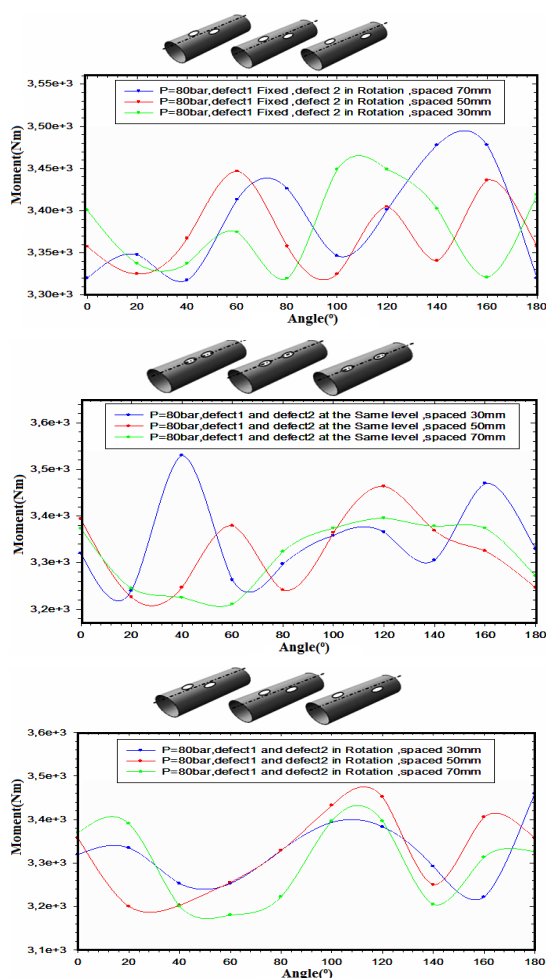 3,55e+3
P=80bar,defect1 Fixed ,defect 2 in Rotation ,spaced 70mm
P=80bar,defect1 Fixed ,defect 2 in Rotation ,spaced 50mm
P=80bar,defect1 Fixed ,defect 2 in Rotation ,spaced 30mm
3,50e+3
3,40e+3
3,35e+3
3,30e+3
Moment(Nm)
0 20 40 60 80 100 120 140 160 180
Angle(º)
3,6e+3
P=80bar,defect1 and defect2 at the Same level ,spaced 30mm
P=80bar,defect1 and defect2 at the Same level ,spaced 50mm
P=80bar,defect1 and defect2 at the Same level ,spaced 70mm
3,5e+3
3,4e+3
3,3e+3
3,2e+3
Moment(Nm)
0 20 40 60 80 100 120 140 160 180
Angle(º)
3,6e+3
P=80bar,defect1 and defect2 in Rotation ,spaced 30mm
P=80bar,defect1 and defect2 in Rotation ,spaced 50mm
P=80bar,defect1 and defect2 in Rotation ,spaced 70mm
3,5e+3
3,4e+3
3,3e+3
3,2e+3
3,1e+3
Moment(Nm)
0 20 40 60 80 100 120 140 160 180
Angle(º)